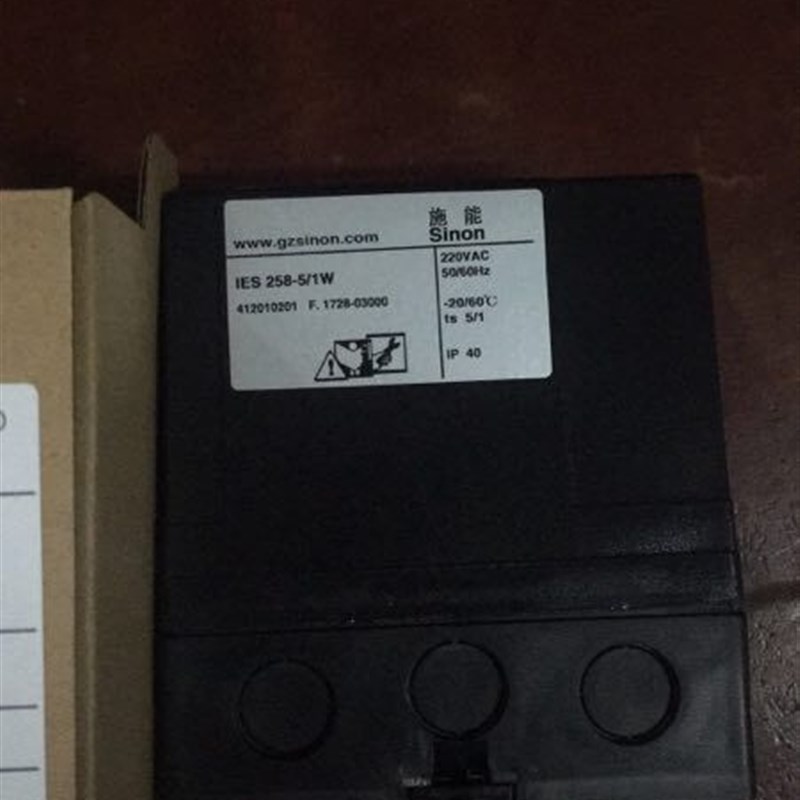 施 能
www.gzsinon.com Sinon
IES 258-5/1W
412010201 F. 1728-03000
220VAC
50/60Hz
-20/60℃
ts 5/1
IP 40